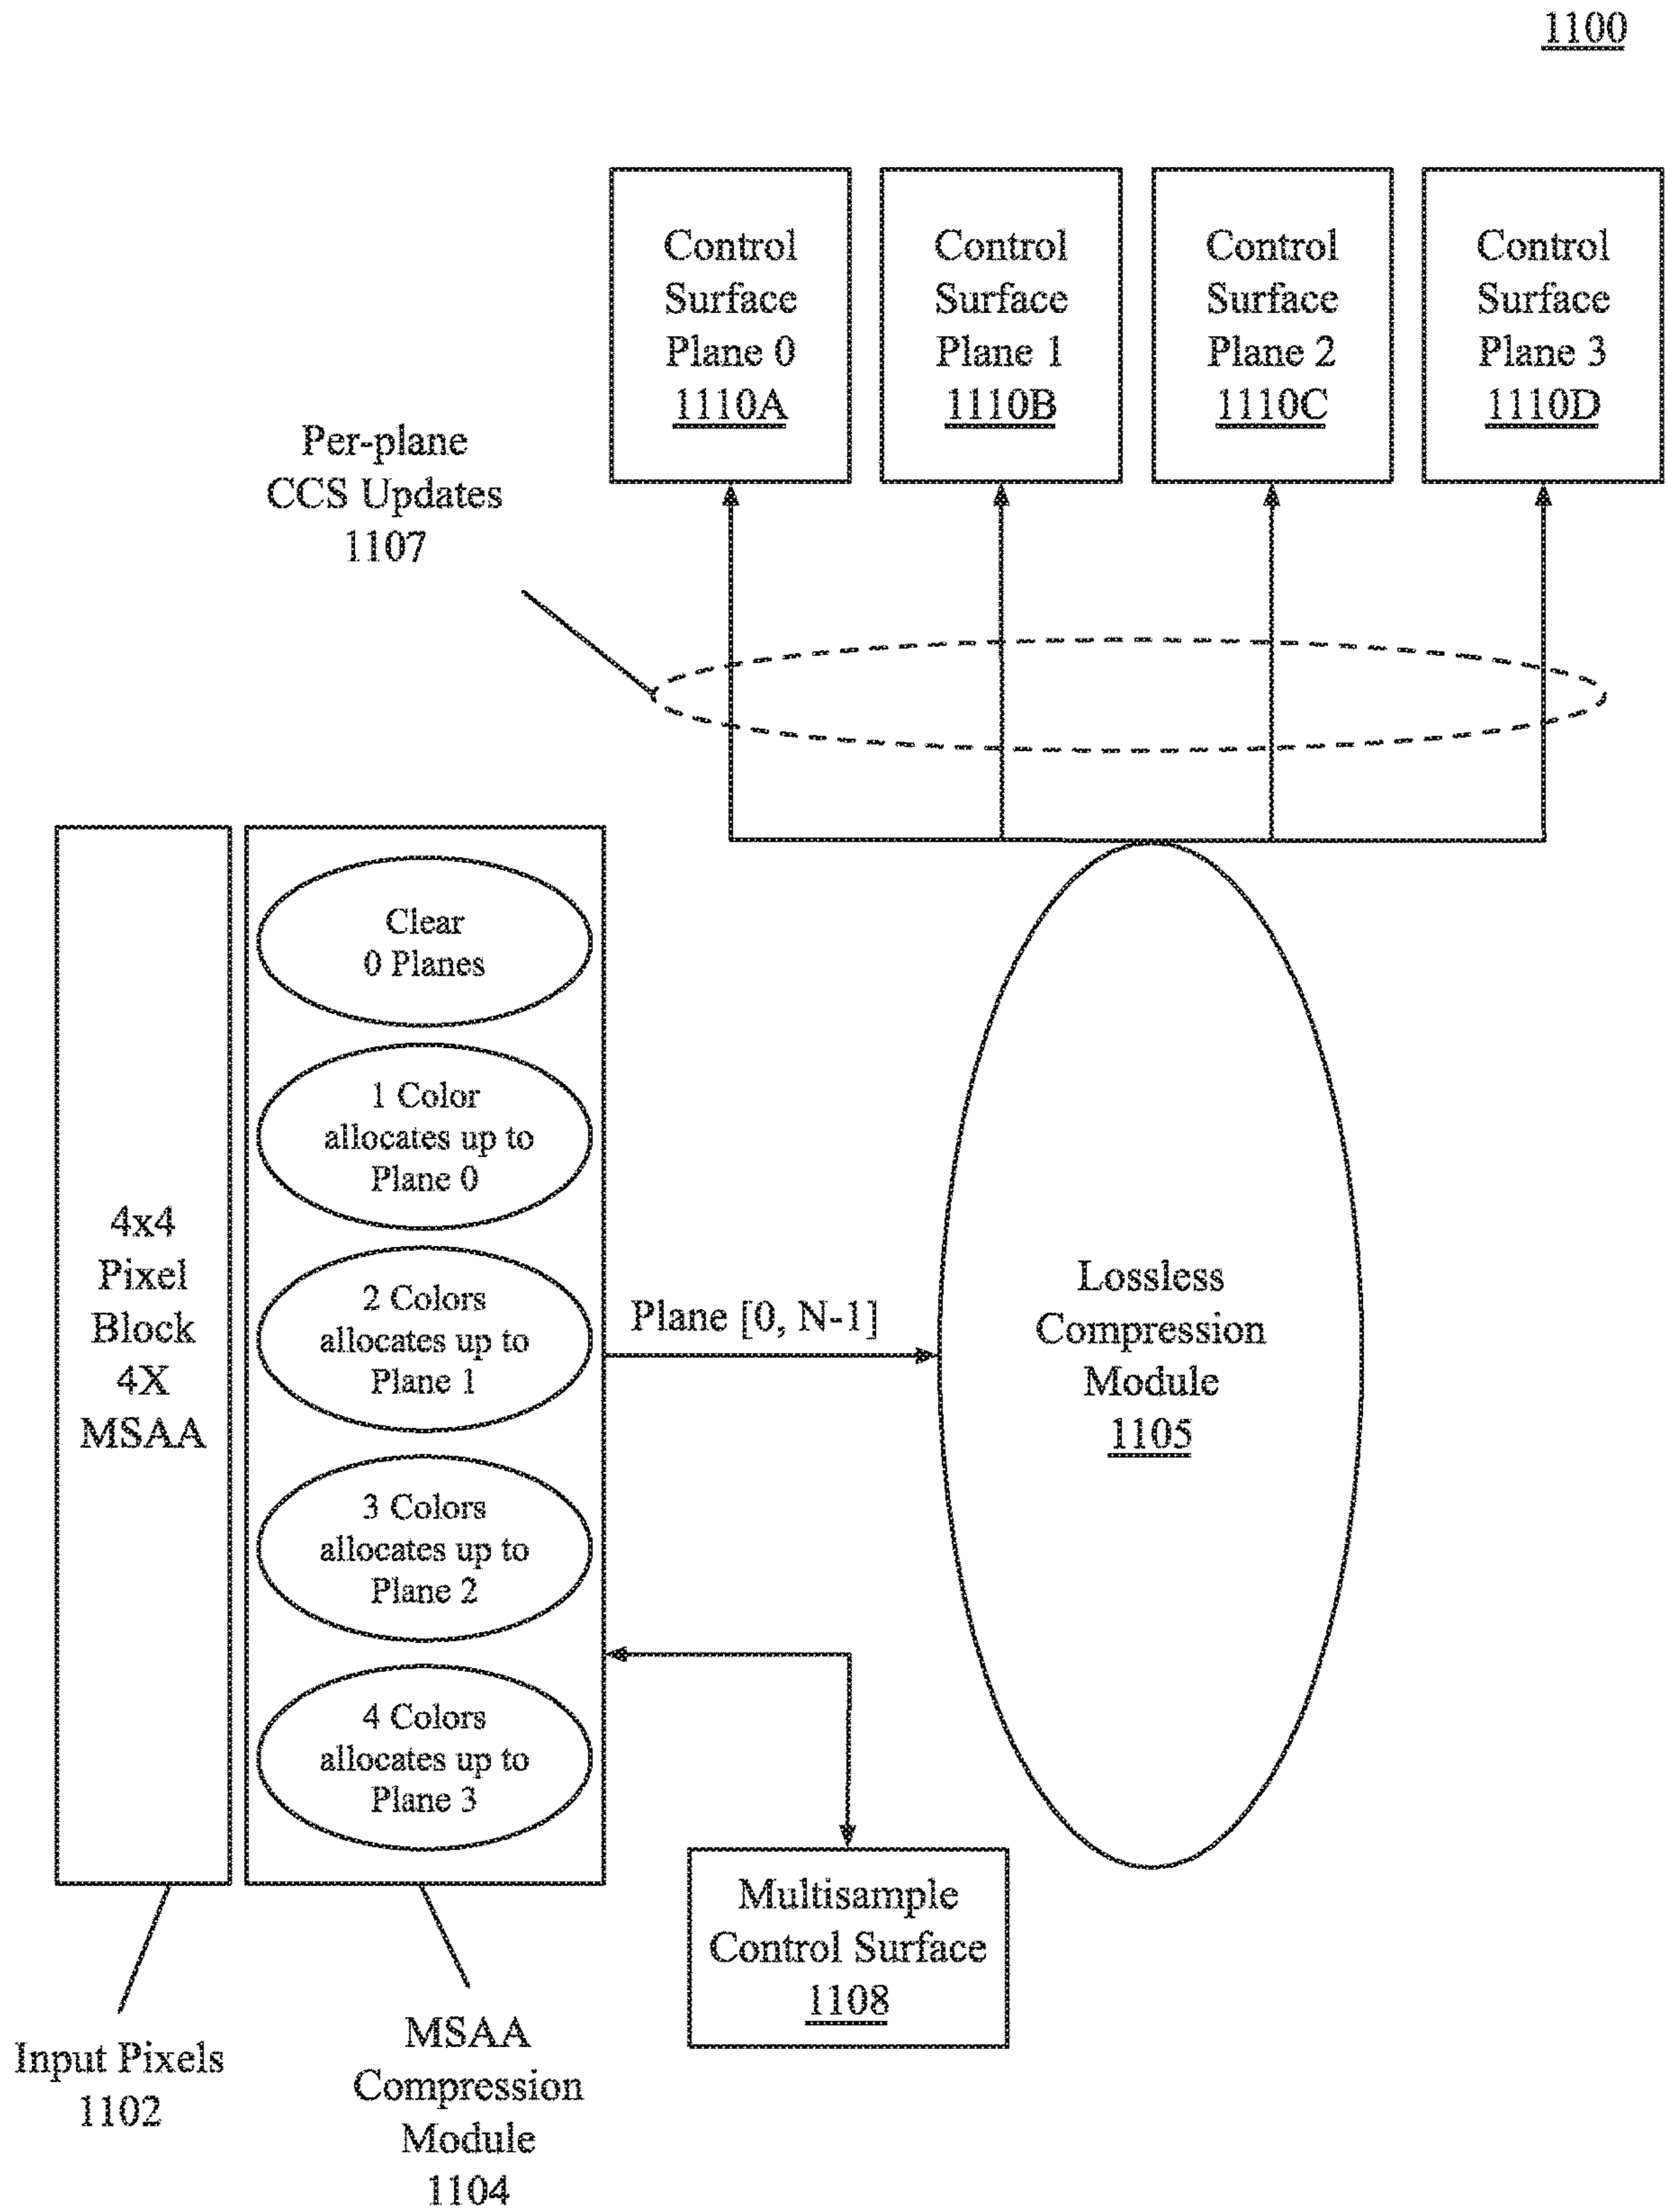 1100
Control
Surface
Plane 0
1110A
Control
Surface
Plane 1
1110B
Control
Surface
Plane 2
1110C
Control
Surface
Plane 3
1110D
Per-plane
CCS Updates
1107
4x4
Pixel
Block
4X
MSAA
Clear
0 Planes
1 Color
allocates up to
Plane 0
2 Colors
allocates up to
Plane 1
3 Colors
allocates up to
Plane 2
4 Colors
allocates up to
Plane 3
Plane [0, N-1]
Lossless
Compression
Module
1105
Multisample
Control Surface
1108
Input Pixels
1102
MSAA
Compression
Module
1104